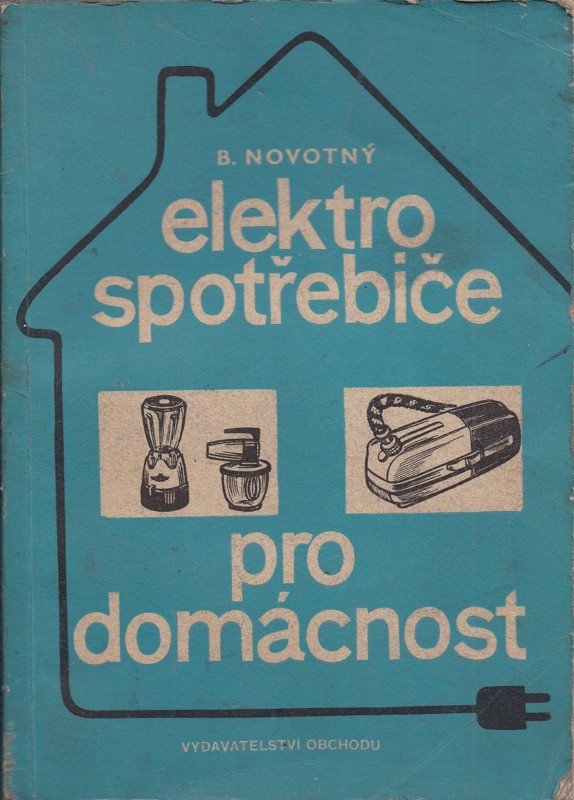 B. NOVOTNÝ
elektro
spotřebiče
pro
domácnost
VYDAVATELSTVÍ OBCHODU